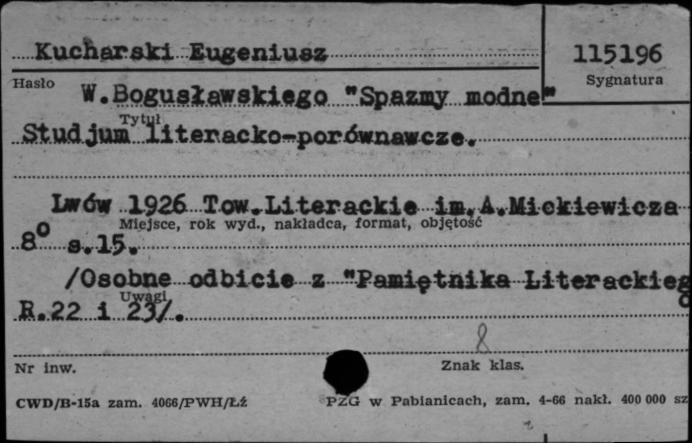 Kucharski Eugeniusz
115196
Hasło
Sygnatura
W.Bogusławskiego "Spazmy modne"
Tytuł
Studjum literacko-porównawcze.
Lwów 1926 Tow.Literackie im.A.Mickiewicza
Miejsce, rok wyd., nakładca, format, objętość
8º s.15.
/Osobne odbicie z "Pamiętnika Literackieg
o
Uwagi
R.22 i 23/.
8
Nr inw.
Znak klas.
CWD/B-15a zam. 4066/PWH/Łź
PZG w Pabianicach, zam. 4-66 nakł. 400 000 sz